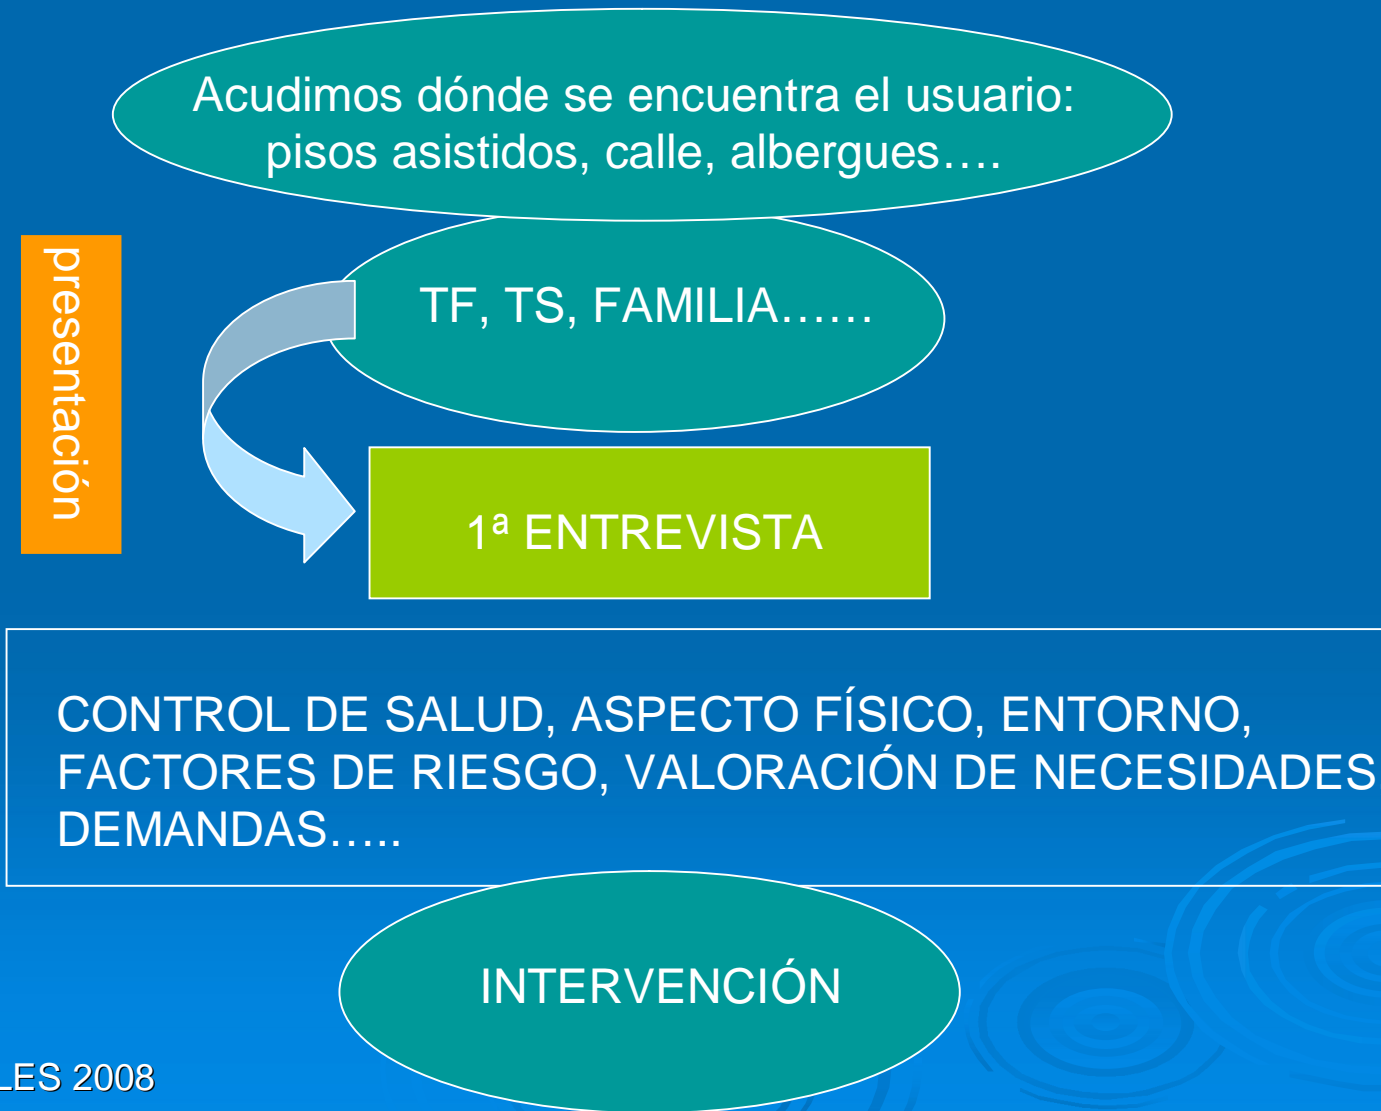 Acudimos dónde se encuentra el usuario:
pisos asistidos, calle, albergues….
presentación
TF, TS, FAMILIA……
1ª ENTREVISTA
CONTROL DE SALUD, ASPECTO FÍSICO, ENTORNO,
FACTORES DE RIESGO, VALORACIÓN DE NECESIDADES
DEMANDAS…..
INTERVENCIÓN
LES 2008